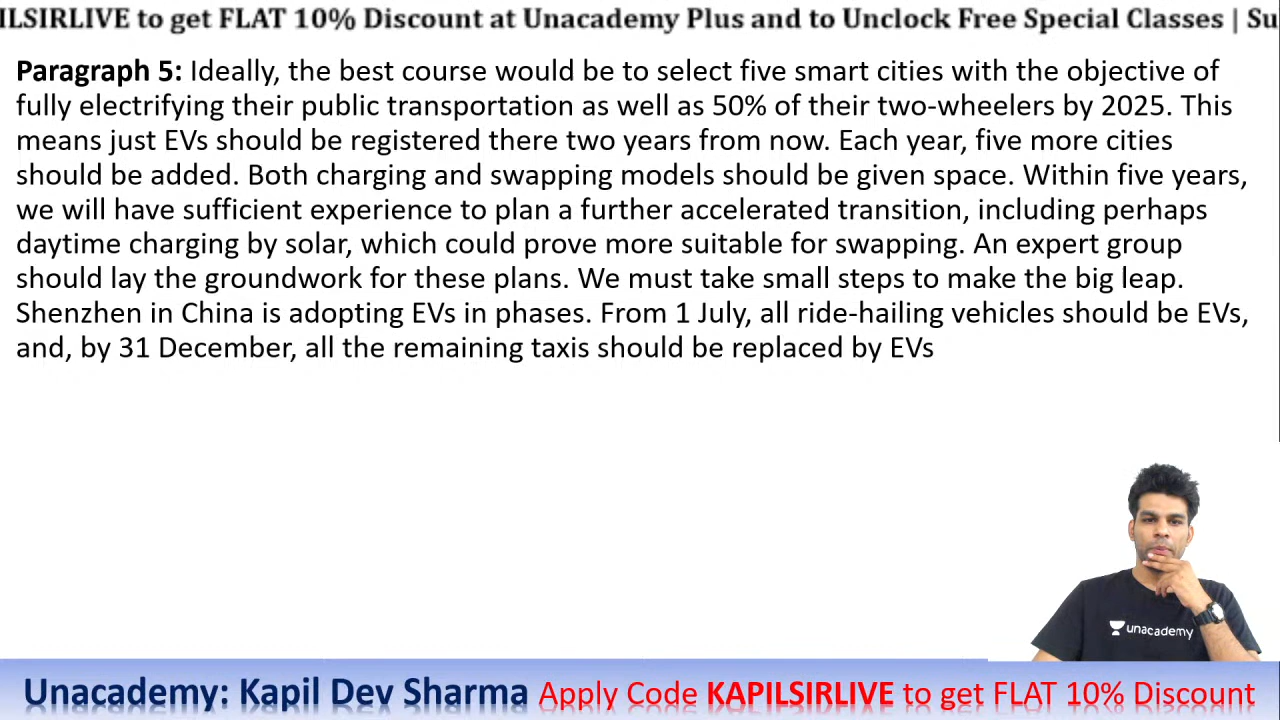 ILSIRLIVE to get FLAT 10% Discount at Unacademy Plus and to Unclock Free Special Classes | Su
Paragraph 5: Ideally, the best course would be to select five smart cities with the objective of
fully electrifying their public transportation as well as 50% of their two-wheelers by 2025. This
means just EVs should be registered there two years from now. Each year, five more cities
should be added. Both charging and swapping models should be given space. Within five years,
we will have sufficient experience to plan a further accelerated transition, including perhaps
daytime charging by solar, which could prove more suitable for swapping. An expert group
should lay the groundwork for these plans. We must take small steps to make the big leap.
Shenzhen in China is adopting EVs in phases. From 1 July, all ride-hailing vehicles should be EVs,
and, by 31 December, all the remaining taxis should be replaced by EVs
unacademy
Unacademy: Kapil Dev Sharma Apply Code KAPILSIRLIVE to get FLAT 10% Discount